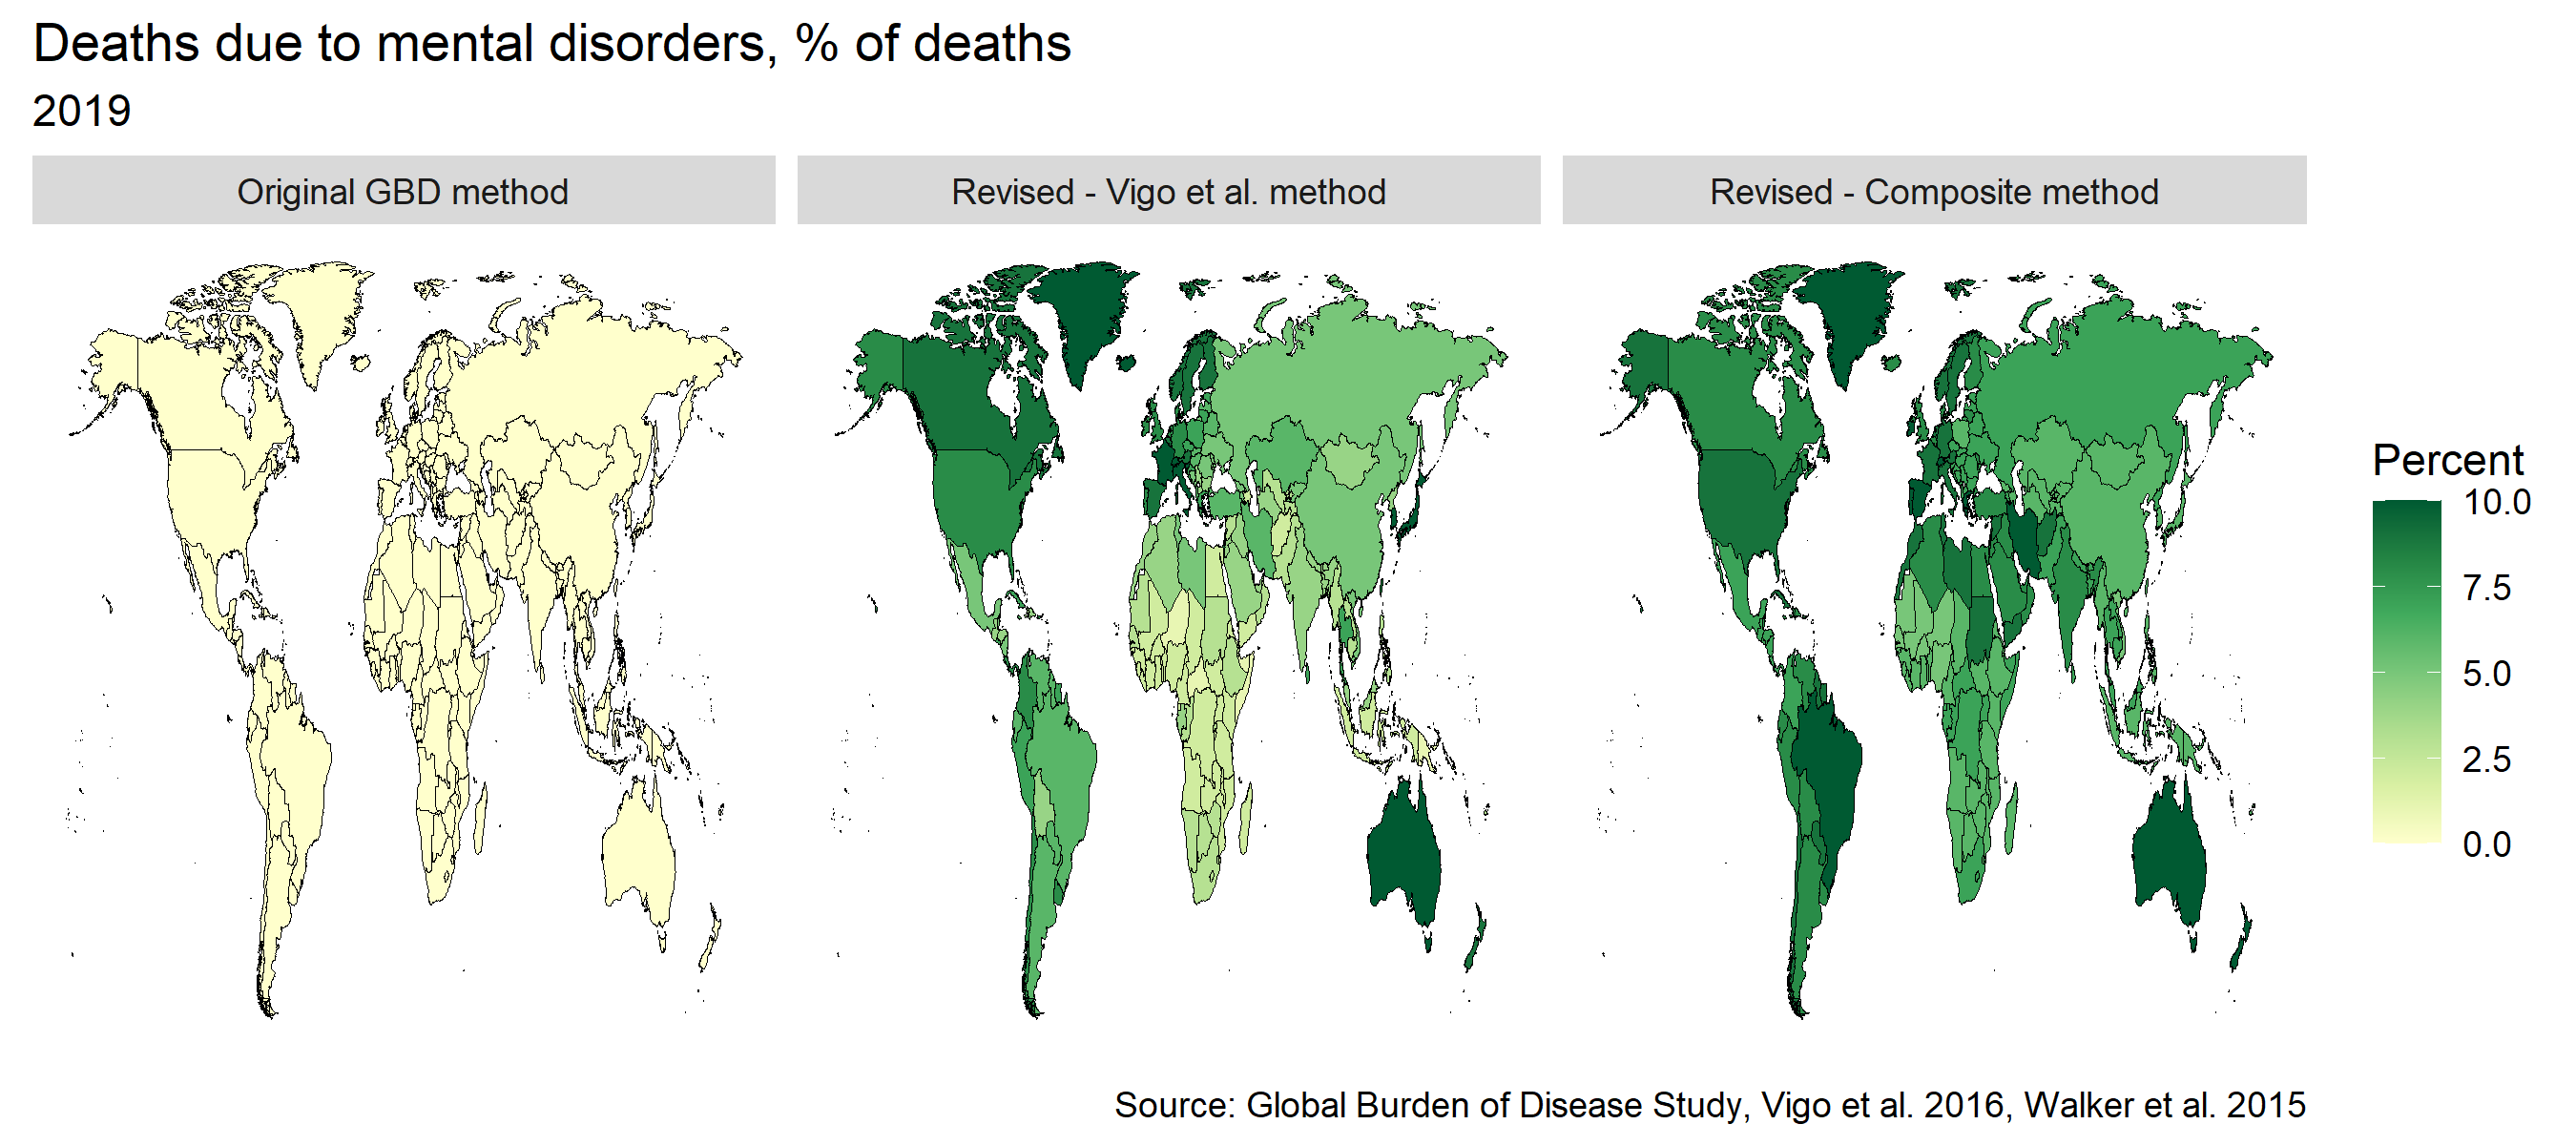 Deaths due to mental disorders, % of deaths
2019
Original GBD method
Revised - Vigo et al. method
Revised - Composite method
Percent
10.0
7.5
5.0
2.5
0.0
Source: Global Burden of Disease Study, Vigo et al. 2016, Walker et al. 2015